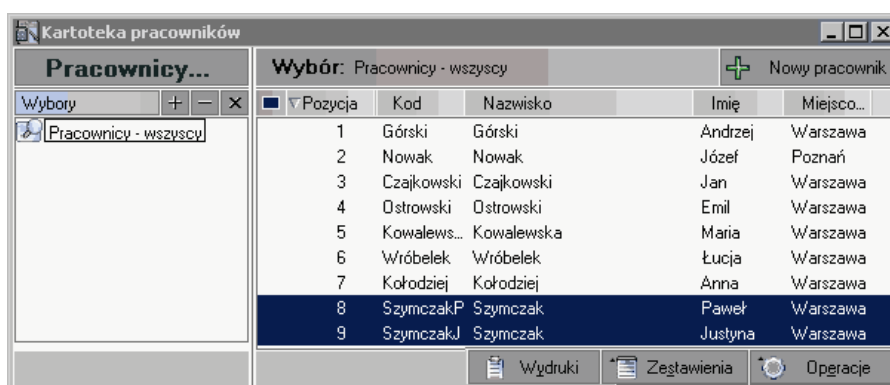 Kartoteka pracowników
Pracownicy...
Wybór: Pracownicy - wszyscy
Nowy pracownik
Wybory
Pozycja Kod Nazwisko Imię Miejsco...
Pracownicy - wszyscy
1 Górski Górski Andrzej Warszawa
2 Nowak Nowak Józef Poznań
3 Czajkowski Czajkowski Jan Warszawa
4 Ostrowski Ostrowski Emil Warszawa
5 Kowalews... Kowalewska Maria Warszawa
6 Wróbelek Wróbelek Łucja Warszawa
7 Kołodziej Kołodziej Anna Warszawa
8 SzymczakP Szymczak Paweł Warszawa
9 SzymczakJ Szymczak Justyna Warszawa
Wydruki Zestawienia Operacje